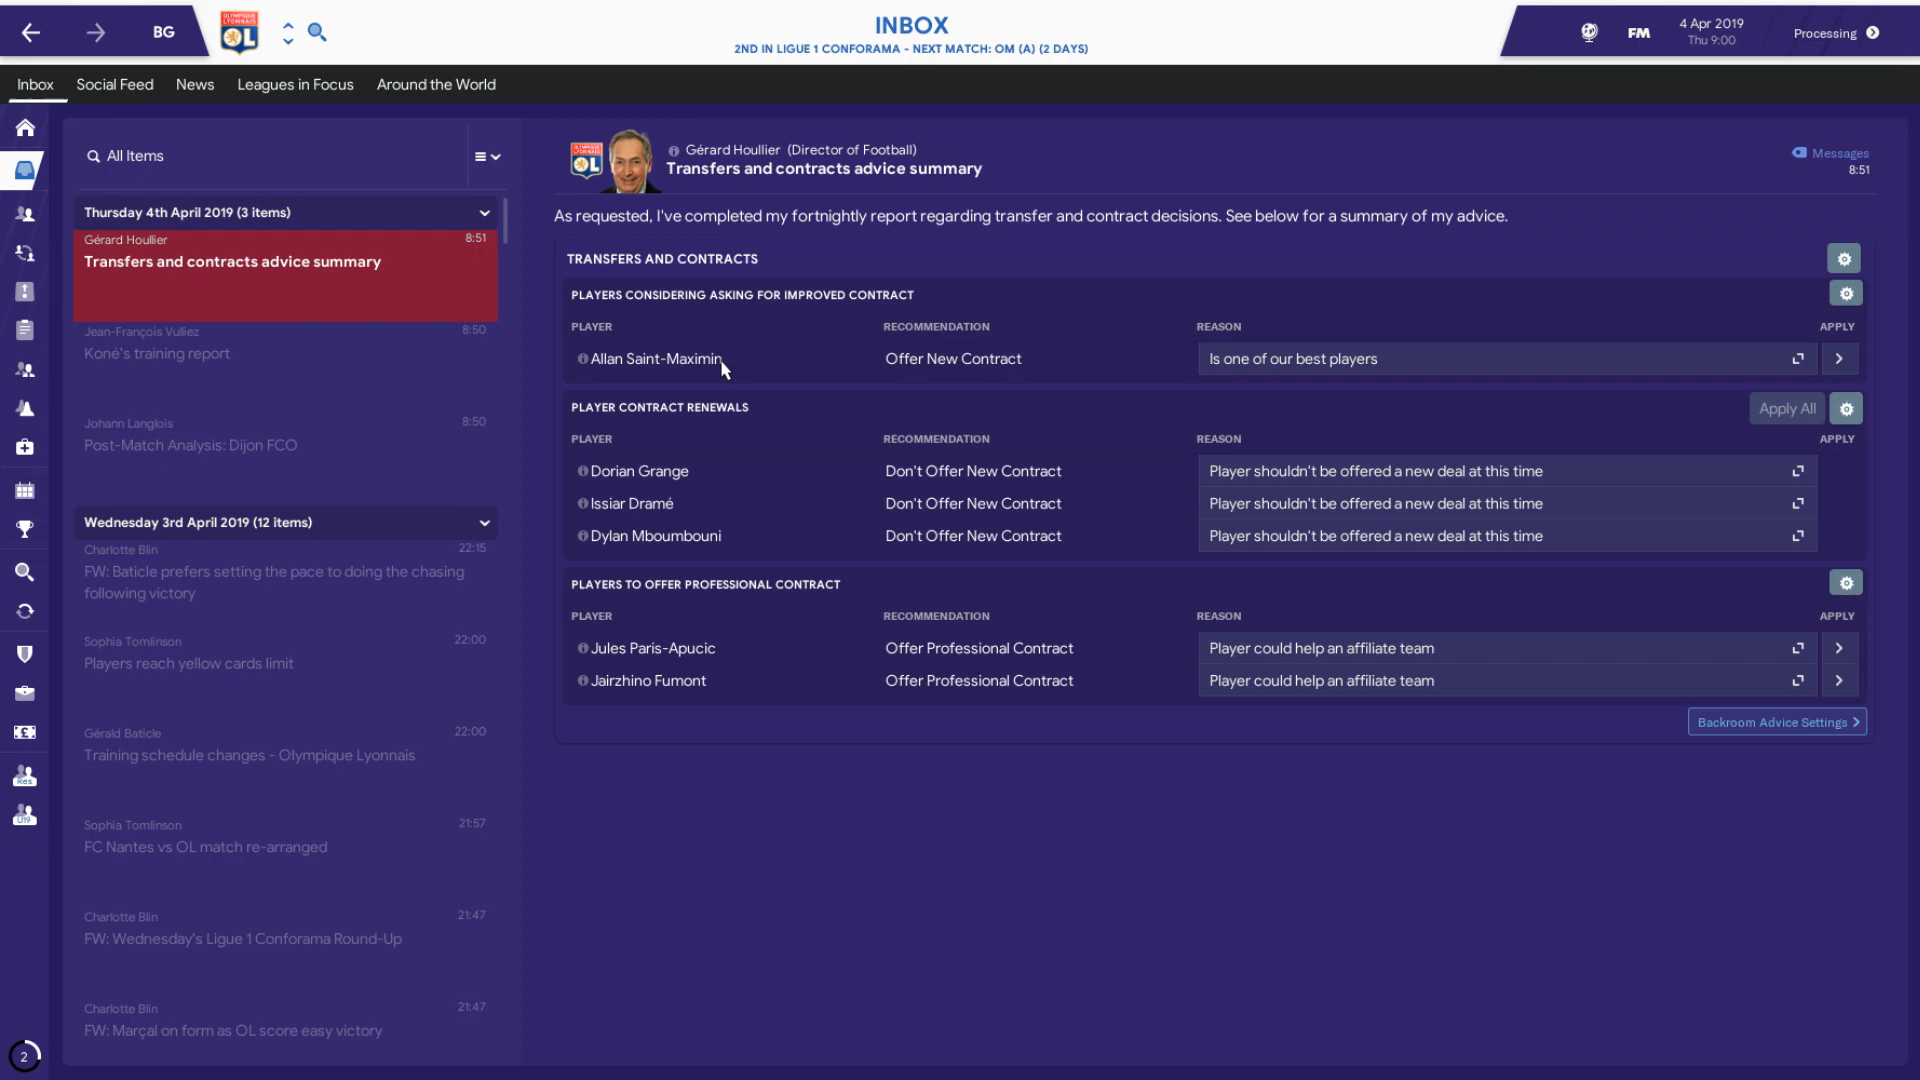 BG
OLYMPIQUE LYONNAIS
OL
INBOX
2ND IN LIGUE 1 CONFORAMA - NEXT MATCH: OM (A) (2 DAYS)
FM
4 Apr 2019
Thu 9:00
Processing
Inbox
Social Feed
News
Leagues in Focus
Around the World
All Items
Thursday 4th April 2019 (3 items)
Gérard Houllier 8:51
Transfers and contracts advice summary
Jean-François Vulliez 8:50
Koné's training report
Johann Langlois 8:50
Post-Match Analysis: Dijon FCO
Wednesday 3rd April 2019 (12 items)
Charlotte Blin 22:15
FW: Baticle prefers setting the pace to doing the chasing
following victory
Sophia Tomlinson 22:00
Players reach yellow cards limit
Gérald Baticle 22:00
Training schedule changes - Olympique Lyonnais
Sophia Tomlinson 21:57
FC Nantes vs OL match re-arranged
Charlotte Blin 21:47
FW: Wednesday's Ligue 1 Conforama Round-Up
Charlotte Blin 21:47
FW: Marçal on form as OL score easy victory
Res
U19
2
Gérard Houllier (Director of Football)
Transfers and contracts advice summary
Messages
8:51
As requested, I've completed my fortnightly report regarding transfer and contract decisions. See below for a summary of my advice.
TRANSFERS AND CONTRACTS
PLAYERS CONSIDERING ASKING FOR IMPROVED CONTRACT
PLAYER RECOMMENDATION REASON APPLY
Allan Saint-Maximin Offer New Contract Is one of our best players
PLAYER CONTRACT RENEWALS Apply All
PLAYER RECOMMENDATION REASON APPLY
Dorian Grange Don't Offer New Contract Player shouldn't be offered a new deal at this time
Issiar Dramé Don't Offer New Contract Player shouldn't be offered a new deal at this time
Dylan Mboumbouni Don't Offer New Contract Player shouldn't be offered a new deal at this time
PLAYERS TO OFFER PROFESSIONAL CONTRACT
PLAYER RECOMMENDATION REASON APPLY
Jules Paris-Apucic Offer Professional Contract Player could help an affiliate team
Jairzhino Fumont Offer Professional Contract Player could help an affiliate team
Backroom Advice Settings